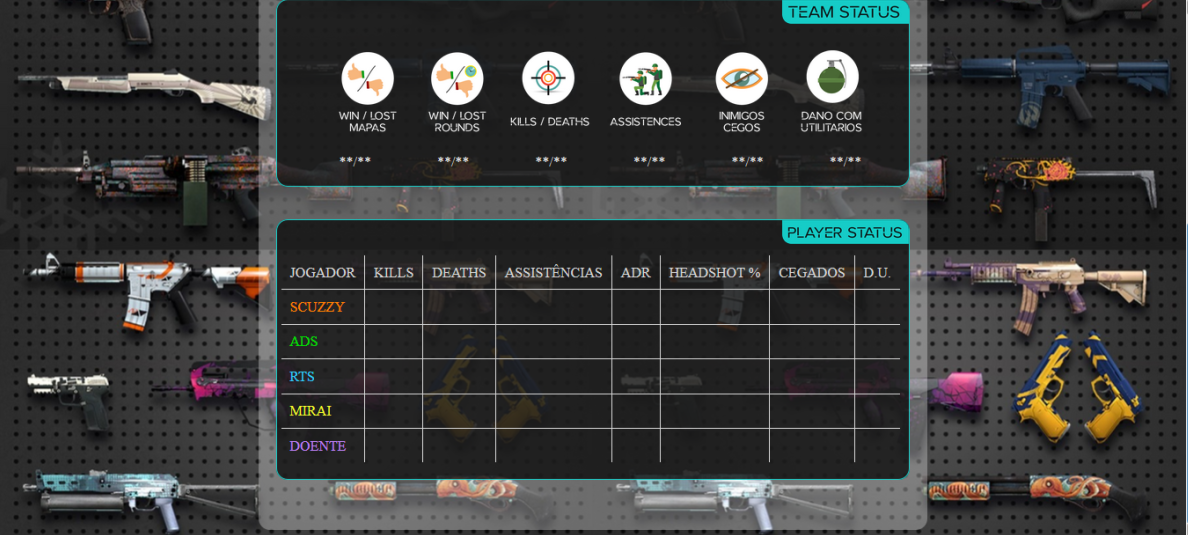 TEAM STATUS
WIN / LOST
MAPAS
WIN / LOST
ROUNDS
KILLS / DEATHS
ASSISTENCES
INIMIGOS
CEGOS
DANO COM
UTILITARIOS
**/** **/** **/** **/** **/** **/**
PLAYER STATUS
JOGADOR KILLS DEATHS ASSISTÊNCIAS ADR HEADSHOT % CEGADOS D.U.
SCUZZY
ADS
RTS
MIRAI
DOENTE